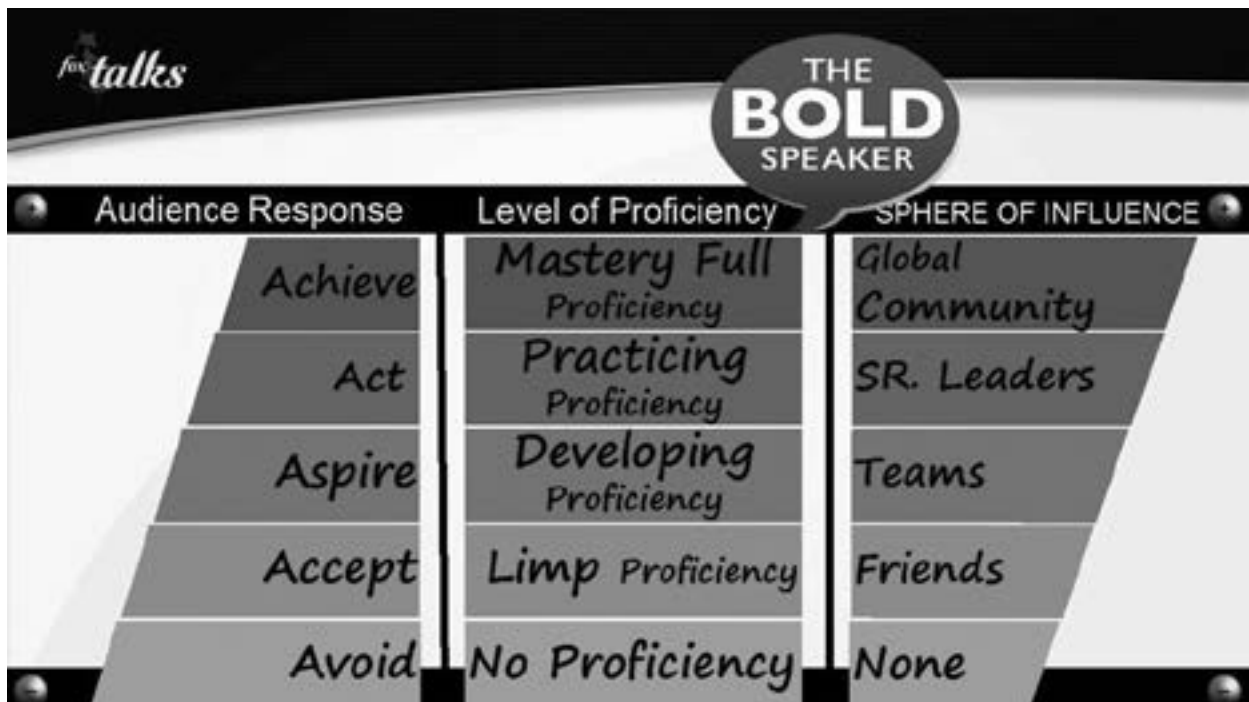 fox talks
THE
BOLD
SPEAKER
Audience Response Level of Proficiency SPHERE OF INFLUENCE
Achieve
Mastery Full
Proficiency
Global
Community
Act
Practicing
Proficiency
SR. Leaders
Aspire
Developing
Proficiency
Teams
Accept
Limp Proficiency
Friends
Avoid
No Proficiency
None